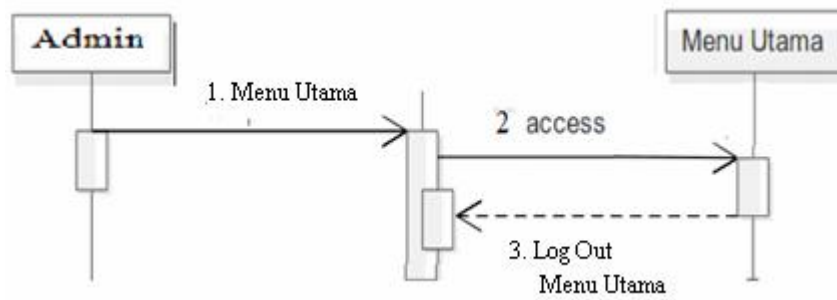 Admin
Menu Utama
1. Menu Utama
2 access
3. Log Out
Menu Utama